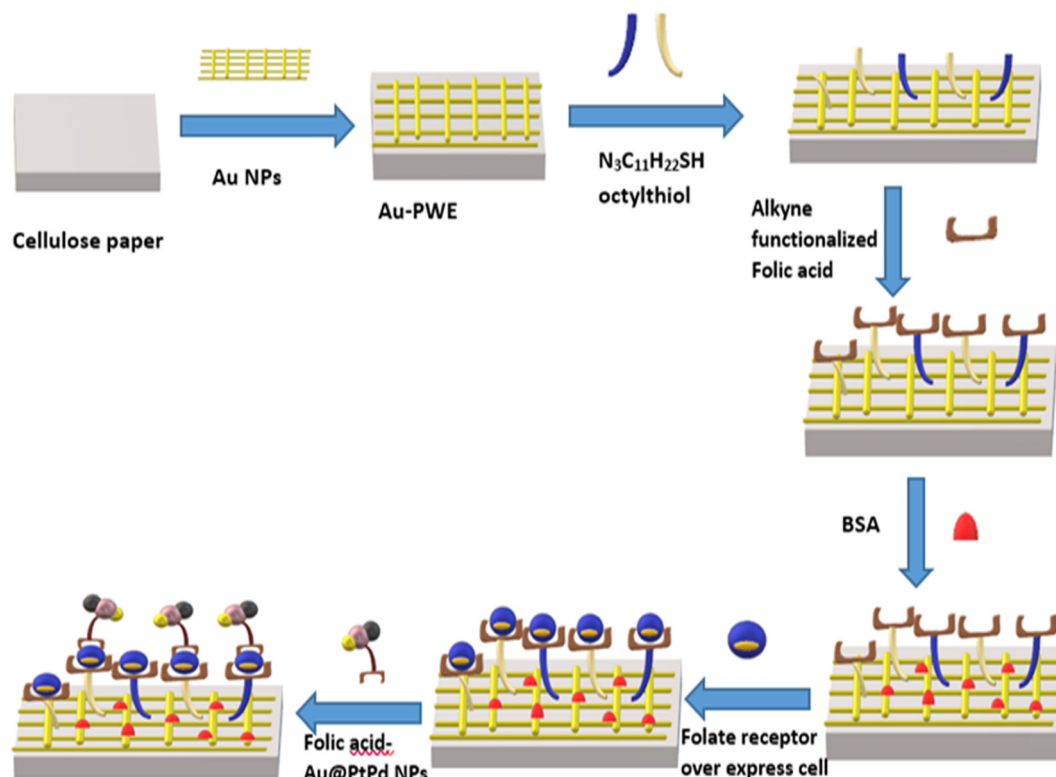 Au NPs
Cellulose paper
Au-PWE
N₃C₁₁H₂₂SH
octylthiol
Alkyne
functionalized
Folic acid
BSA
Folate receptor
over express cell
Folic acid-
Au@PtPd NPs